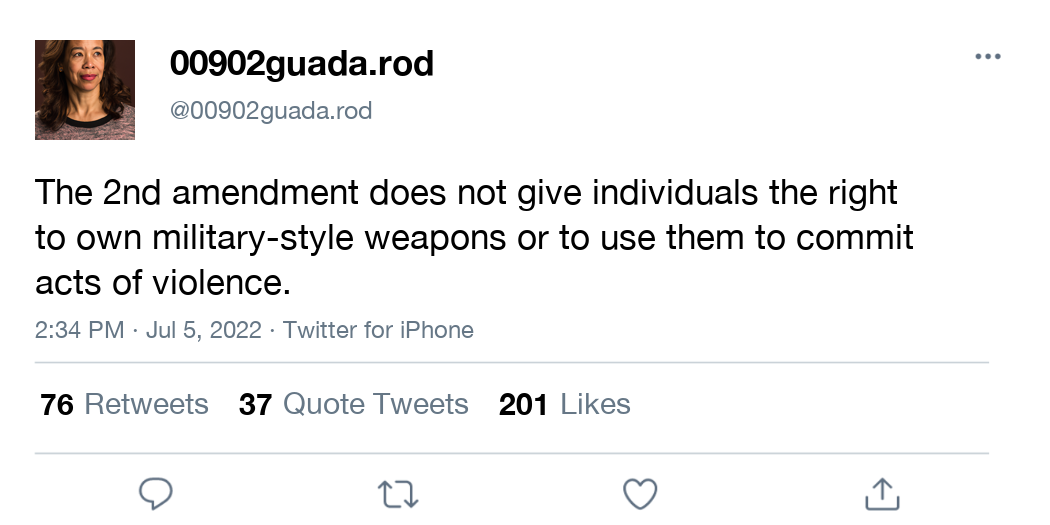 00902guada.rod
@00902guada.rod
The 2nd amendment does not give individuals the right
to own military-style weapons or to use them to commit
acts of violence.
2:34 PM · Jul 5, 2022 · Twitter for iPhone
76 Retweets 37 Quote Tweets 201 Likes